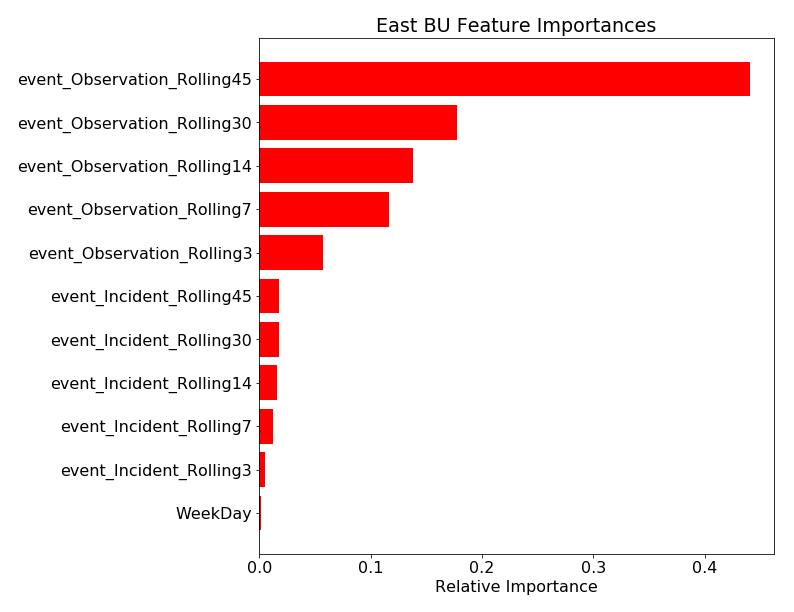 East BU Feature Importances
event_Observation_Rolling45
event_Observation_Rolling30
event_Observation_Rolling14
event_Observation_Rolling7
event_Observation_Rolling3
event_Incident_Rolling45
event_Incident_Rolling30
event_Incident_Rolling14
event_Incident_Rolling7
event_Incident_Rolling3
WeekDay
0.0 0.1 0.2 0.3 0.4
Relative Importance